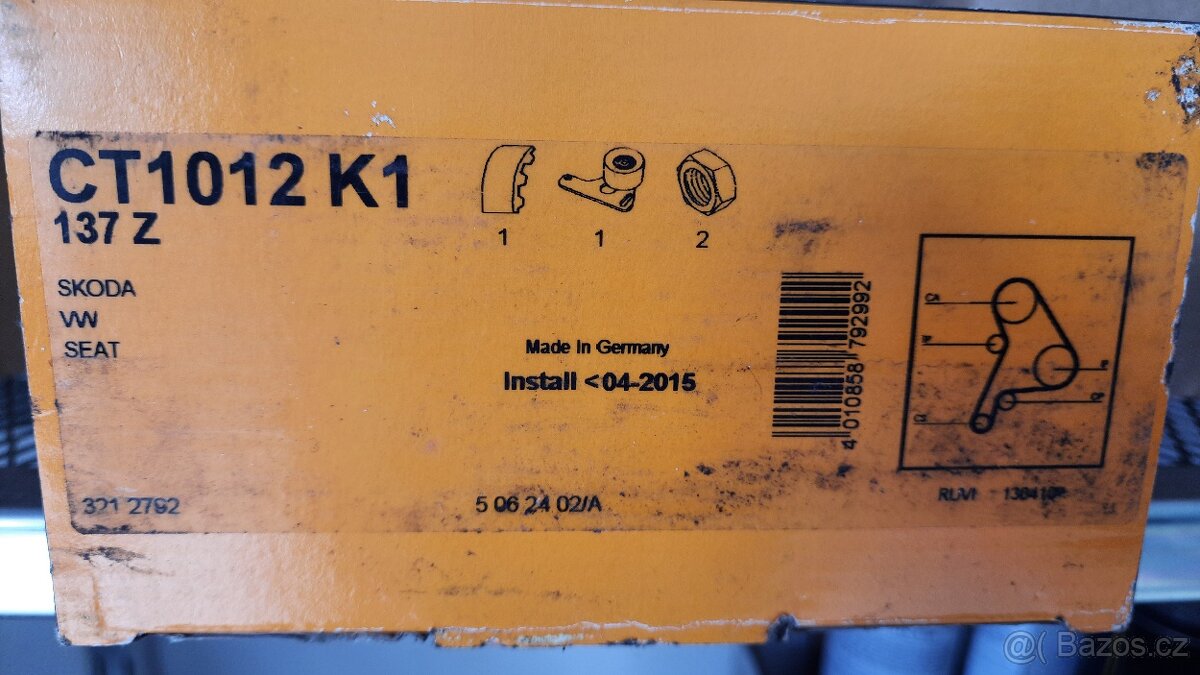 CT1012 K1
137 Z
1 1 2
SKODA
VW
SEAT
Made In Germany
Install <04-2015
4 010858 792992
321 2792
5 06 24 02/A
Bazos.cz